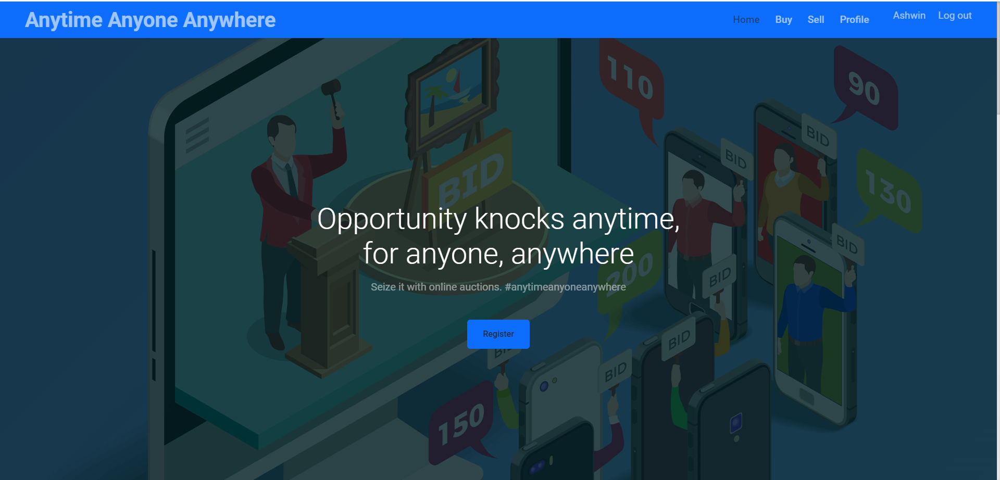 Anytime Anyone Anywhere
Home Buy Sell Profile Ashwin Log out
110
90
BID
BID
130
BID
Opportunity knocks anytime,
for anyone, anywhere
BID
200
BID
Seize it with online auctions. #anytimeanyoneanywhere
Register
BID
BID
BID
150